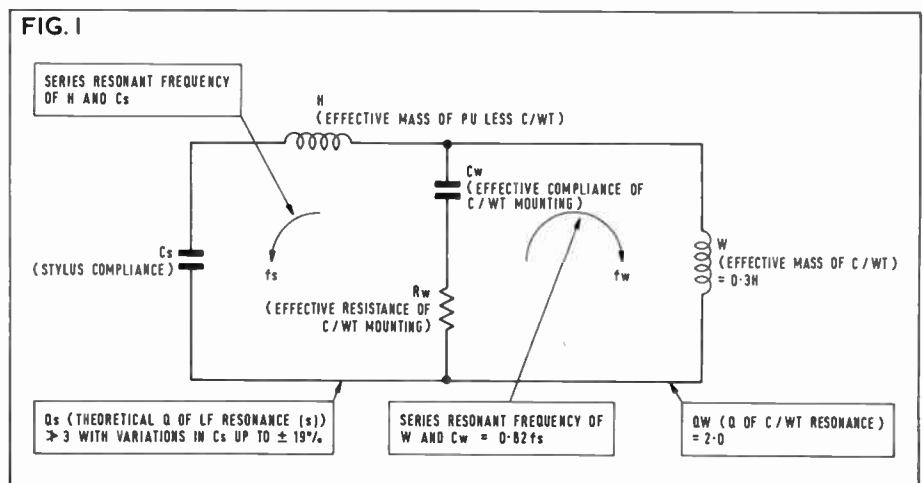 FIG. 1
SERIES RESONANT FREQUENCY
OF H AND Cs
H
(EFFECTIVE MASS OF PU LESS C/WT)
Cw
(EFFECTIVE COMPLIANCE OF
C/WT MOUNTING)
Cs
(STYLUS COMPLIANCE)
fs
fw
W
(EFFECTIVE MASS OF C/WT)
= 0·3H
Rw
(EFFECTIVE RESISTANCE OF
C/WT MOUNTING)
Qs (THEORETICAL Q OF LF RESONANCE (s))
≯ 3 WITH VARIATIONS IN Cs UP TO ± 19%
SERIES RESONANT FREQUENCY OF
W AND Cw = 0·82fs
QW (Q OF C/WT RESONANCE)
= 2·0